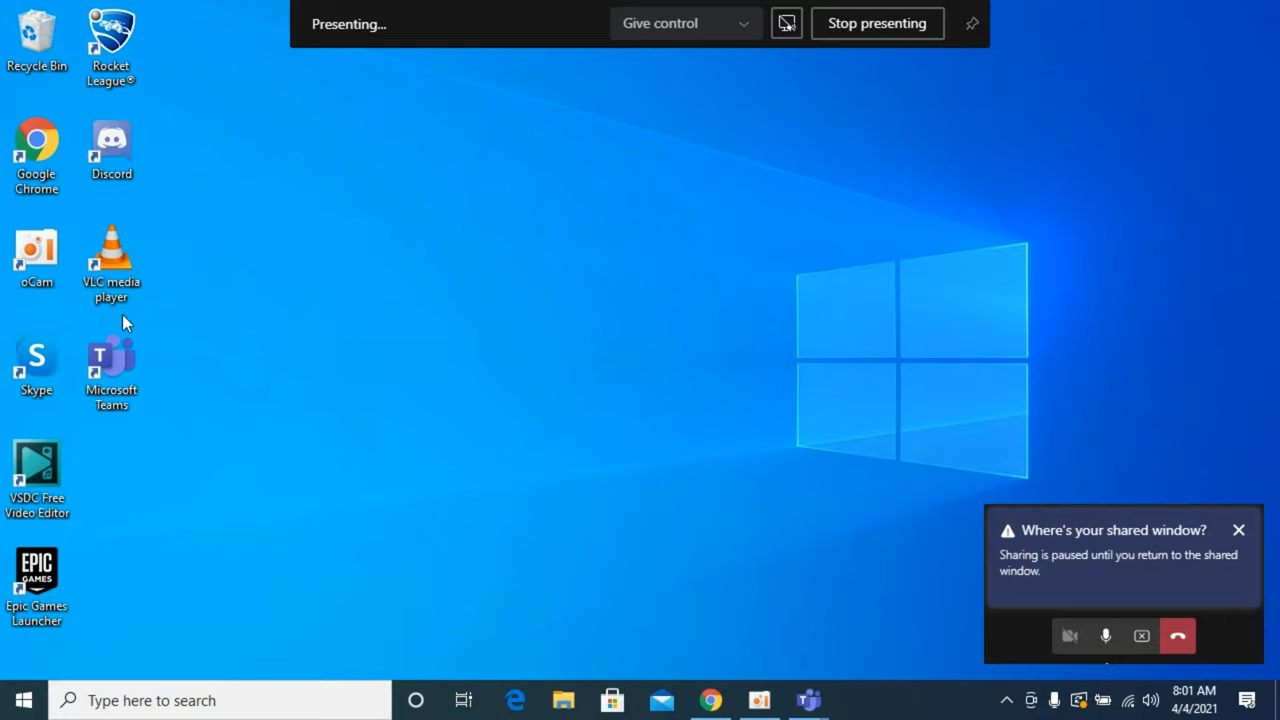 Presenting...
Give control
Stop presenting
Recycle Bin
Rocket
League®
Google
Chrome
Discord
oCam
VLC media
player
S
Skype
T
Microsoft
Teams
VSDC Free
Video Editor
EPIC
GAMES
Epic Games
Launcher
Where's your shared window?
Sharing is paused until you return to the shared
window.
Type here to search
8:01 AM
4/4/2021